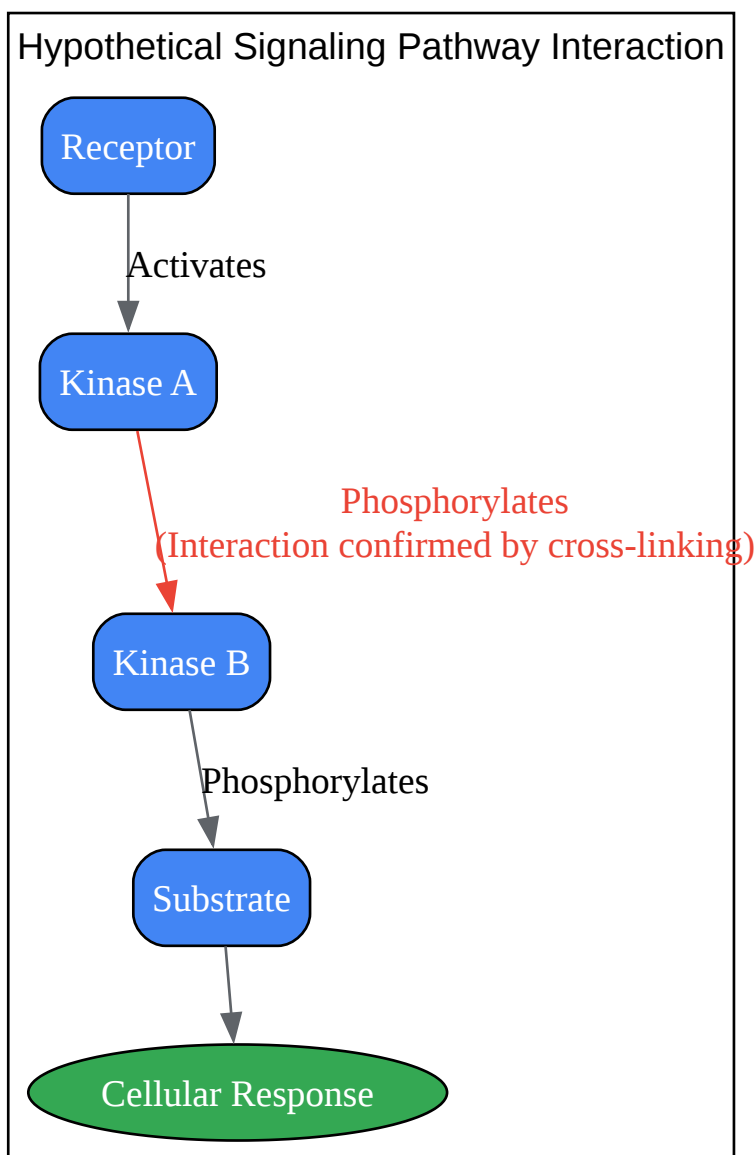 Hypothetical Signaling Pathway Interaction
Receptor
Activates
Kinase A
Phosphorylates
(Interaction confirmed by cross-linking)
Kinase B
Phosphorylates
Substrate
Cellular Response